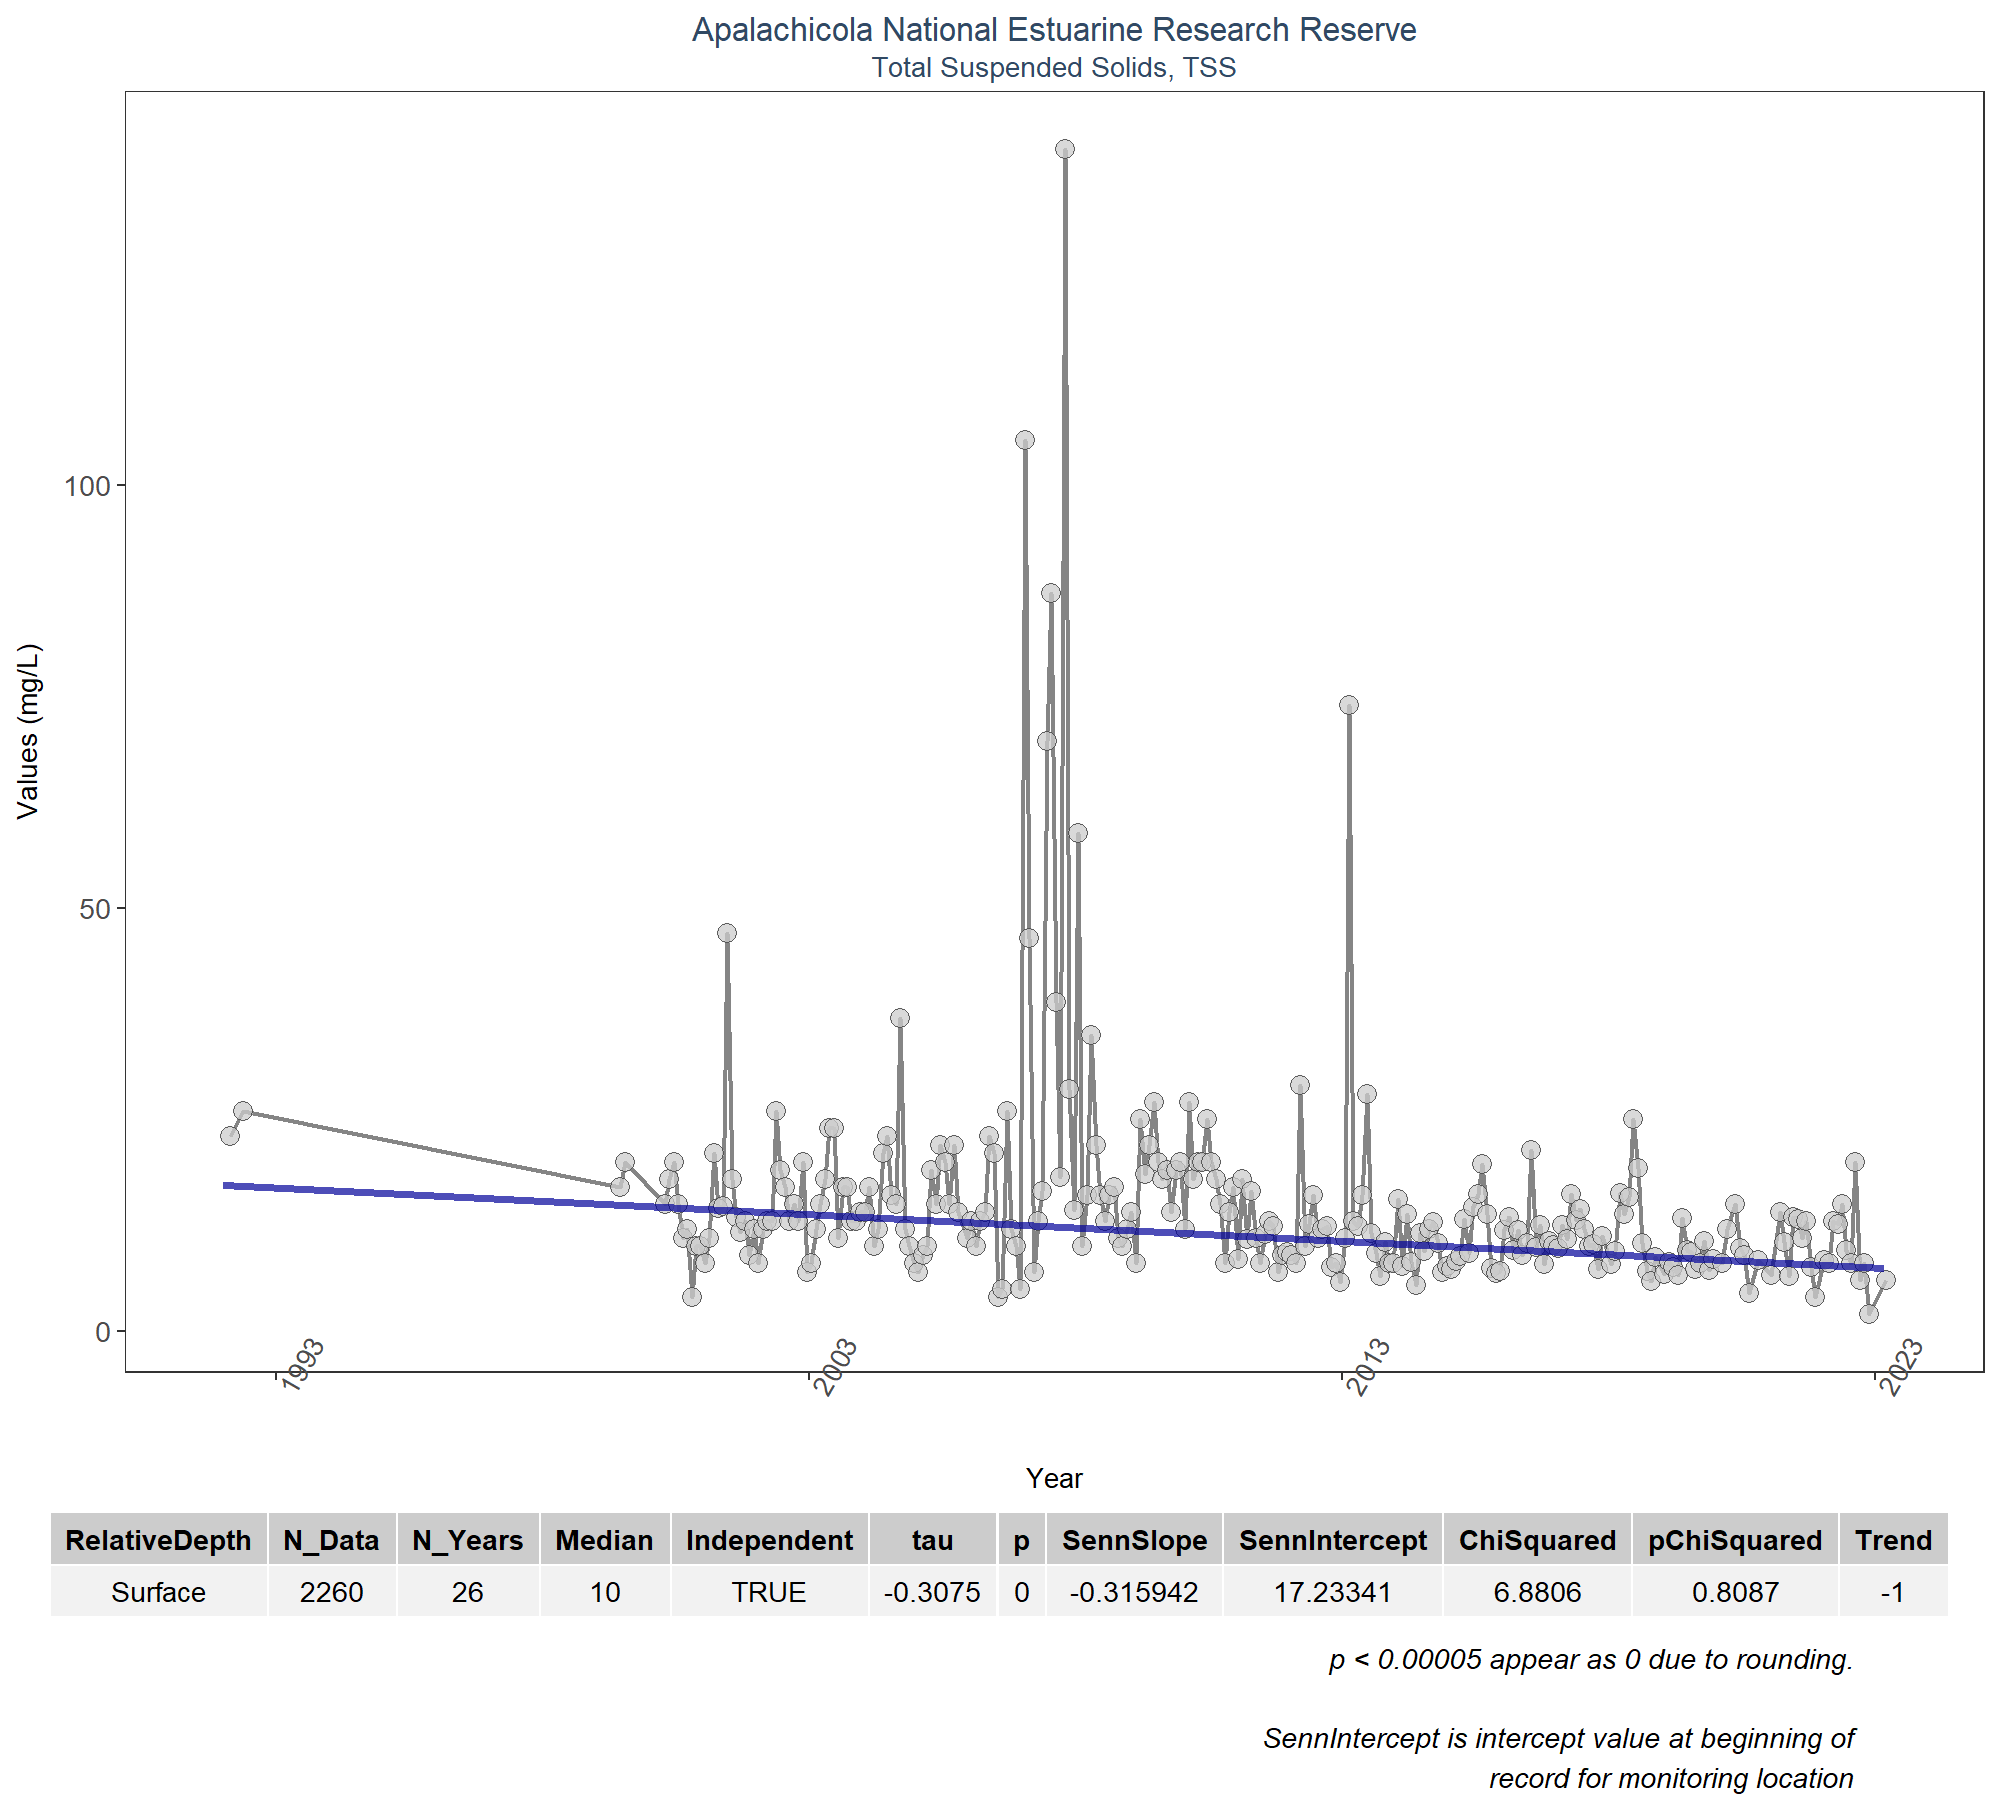 Apalachicola National Estuarine Research Reserve
Total Suspended Solids, TSS
Values (mg/L)
100
50
0
1993
2003
2013
2023
Year
RelativeDepth N_Data N_Years Median Independent tau p SennSlope SennIntercept ChiSquared pChiSquared Trend
Surface 2260 26 10 TRUE -0.3075 0 -0.315942 17.23341 6.8806 0.8087 -1
p < 0.00005 appear as 0 due to rounding.
SennIntercept is intercept value at beginning of
record for monitoring location